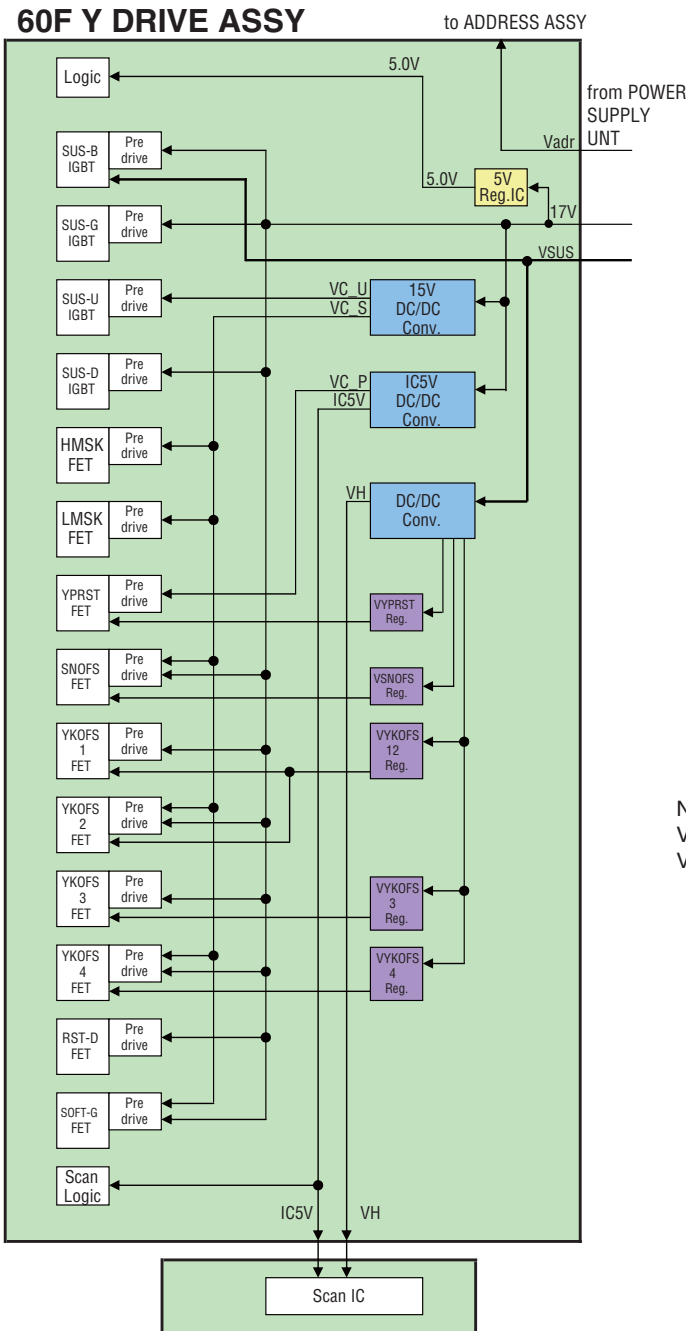 60F Y DRIVE ASSY
to ADDRESS ASSY
from POWER
SUPPLY
UNT
Logic
5.0V
Vadr
SUS-B
IGBT
Pre
drive
5.0V
5V
Reg.IC
17V
SUS-G
IGBT
Pre
drive
VSUS
SUS-U
IGBT
Pre
drive
VC_U
VC_S
15V
DC/DC
Conv.
SUS-D
IGBT
Pre
drive
VC_P
IC5V
IC5V
DC/DC
Conv.
HMSK
FET
Pre
drive
LMSK
FET
Pre
drive
VH
DC/DC
Conv.
YPRST
FET
Pre
drive
VYPRST
Reg.
SNOFS
FET
Pre
drive
VSNOFS
Reg.
YKOFS
1
FET
Pre
drive
VYKOFS
12
Reg.
YKOFS
2
FET
Pre
drive
N
V
V
YKOFS
3
FET
Pre
drive
VYKOFS
3
Reg.
YKOFS
4
FET
Pre
drive
VYKOFS
4
Reg.
RST-D
FET
Pre
drive
SOFT-G
FET
Pre
drive
Scan
Logic
IC5V
VH
Scan IC